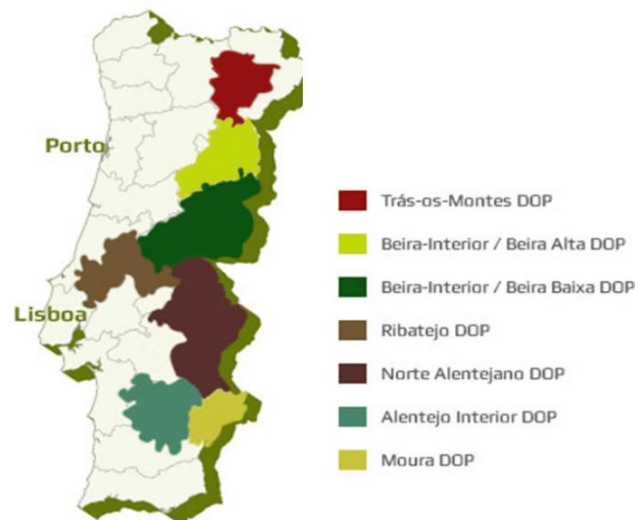 Porto
Lisboa
Trás-os-Montes DOP
Beira-Interior / Beira Alta DOP
Beira-Interior / Beira Baixa DOP
Ribatejo DOP
Norte Alentejano DOP
Alentejo Interior DOP
Moura DOP